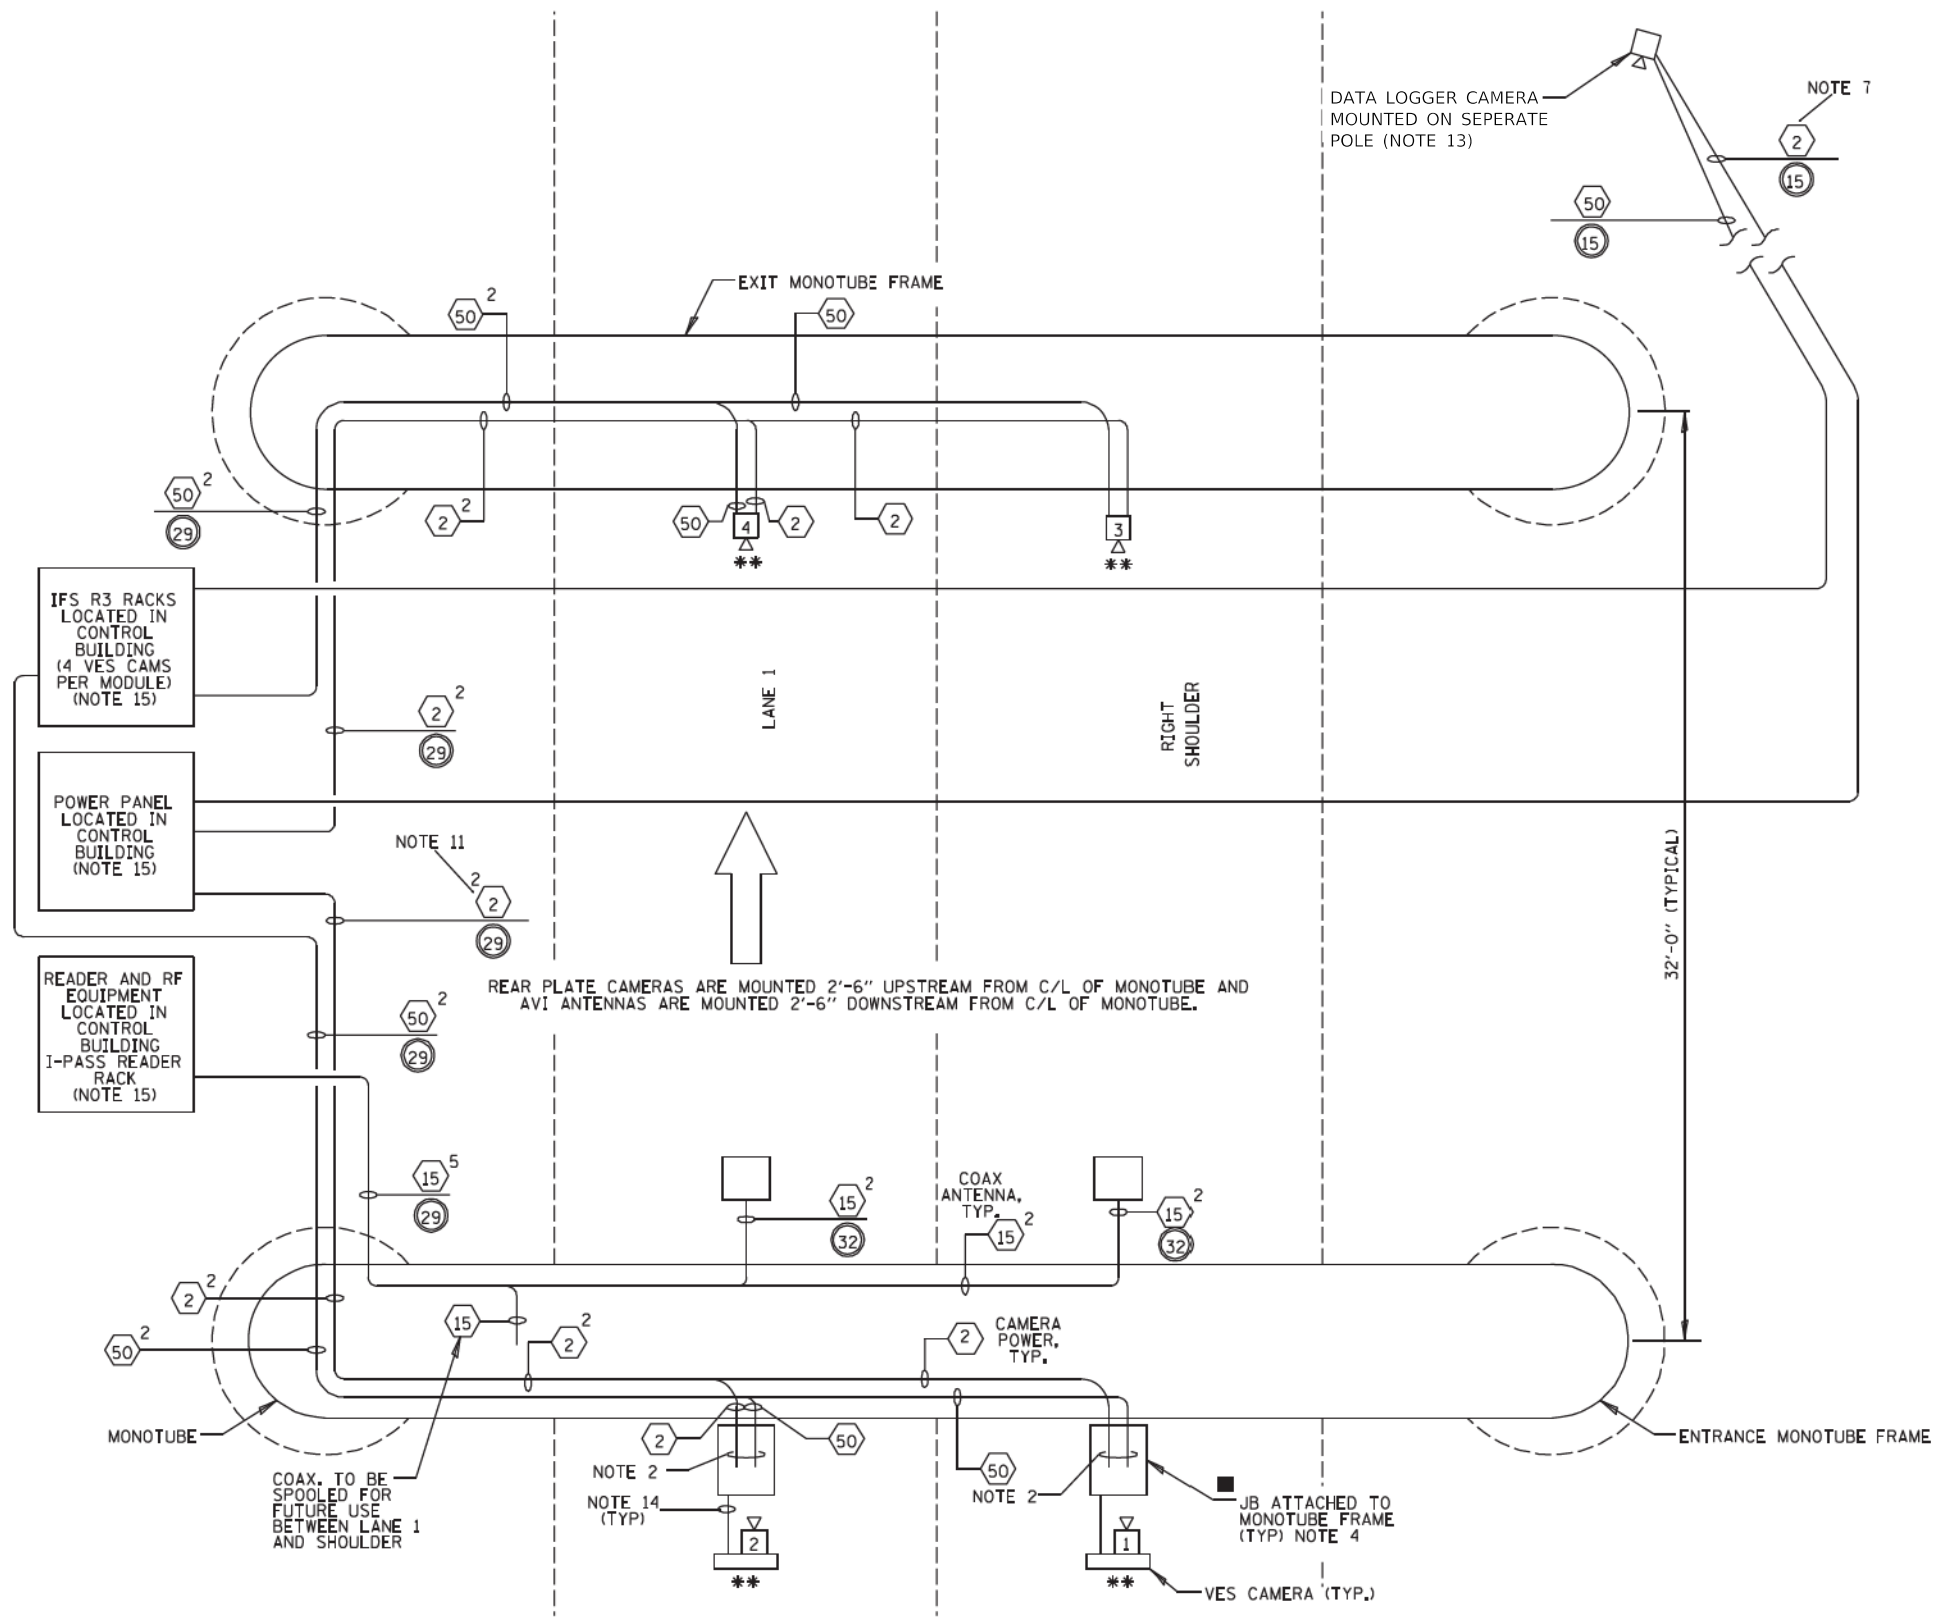 DATA LOGGER CAMERA
MOUNTED ON SEPERATE
POLE (NOTE 13)
NOTE 7
2
15
50
15
EXIT MONOTUBE FRAME
50 2
50
50 2
29
2 2
50
4
2
**
2
3
**
IFS R3 RACKS
LOCATED IN
CONTROL
BUILDING
(4 VES CAMS
PER MODULE)
(NOTE 15)
2 2
29
LANE 1
RIGHT
SHOULDER
POWER PANEL
LOCATED IN
CONTROL
BUILDING
(NOTE 15)
NOTE 11
2 2
29
32'-0" (TYPICAL)
REAR PLATE CAMERAS ARE MOUNTED 2'-6" UPSTREAM FROM C/L OF MONOTUBE AND
AVI ANTENNAS ARE MOUNTED 2'-6" DOWNSTREAM FROM C/L OF MONOTUBE.
READER AND RF
EQUIPMENT
LOCATED IN
CONTROL
BUILDING
I-PASS READER
RACK
(NOTE 15)
50 2
29
15 5
29
15 2
32
COAX
ANTENNA,
TYP.
15 2
15 2
32
2 2
50 2
15
2 2
2
CAMERA
POWER,
TYP.
MONOTUBE
2
50
NOTE 2
NOTE 14
(TYP)
50
NOTE 2
ENTRANCE MONOTUBE FRAME
COAX. TO BE
SPOOLED FOR
FUTURE USE
BETWEEN LANE 1
AND SHOULDER
JB ATTACHED TO
MONOTUBE FRAME
(TYP) NOTE 4
2
**
1
**
VES CAMERA (TYP.)